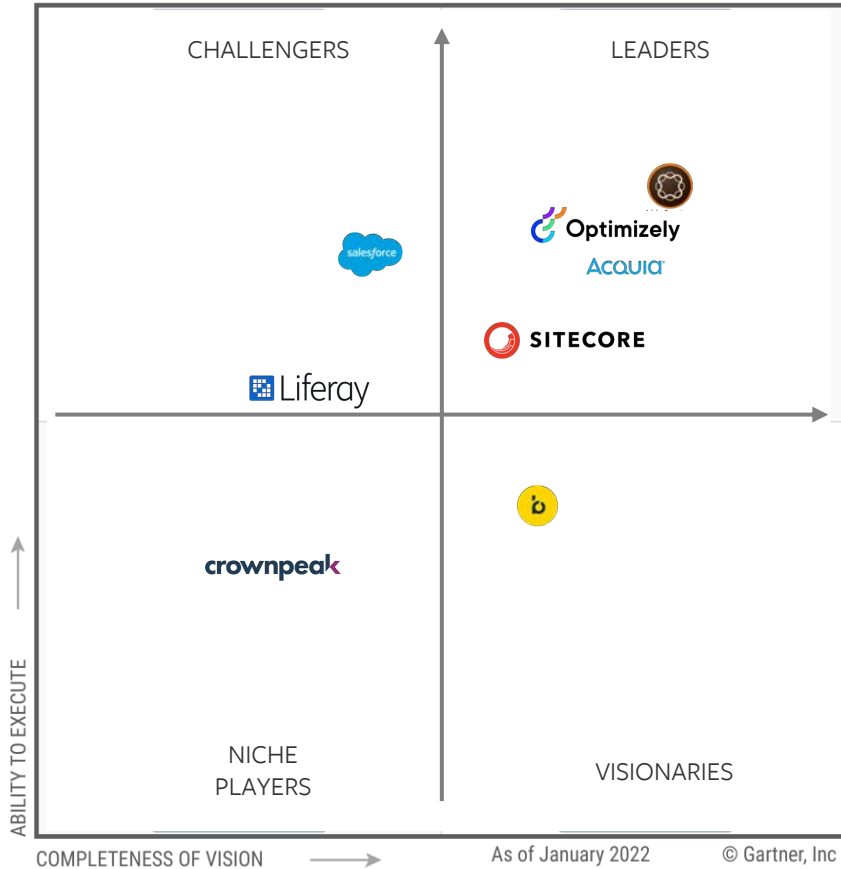 CHALLENGERS
LEADERS
Optimizely
salesforce
Acquia
SITECORE
Liferay
b
crownpeak
ABILITY TO EXECUTE
NICHE
PLAYERS
VISIONARIES
COMPLETENESS OF VISION
As of January 2022
© Gartner, Inc